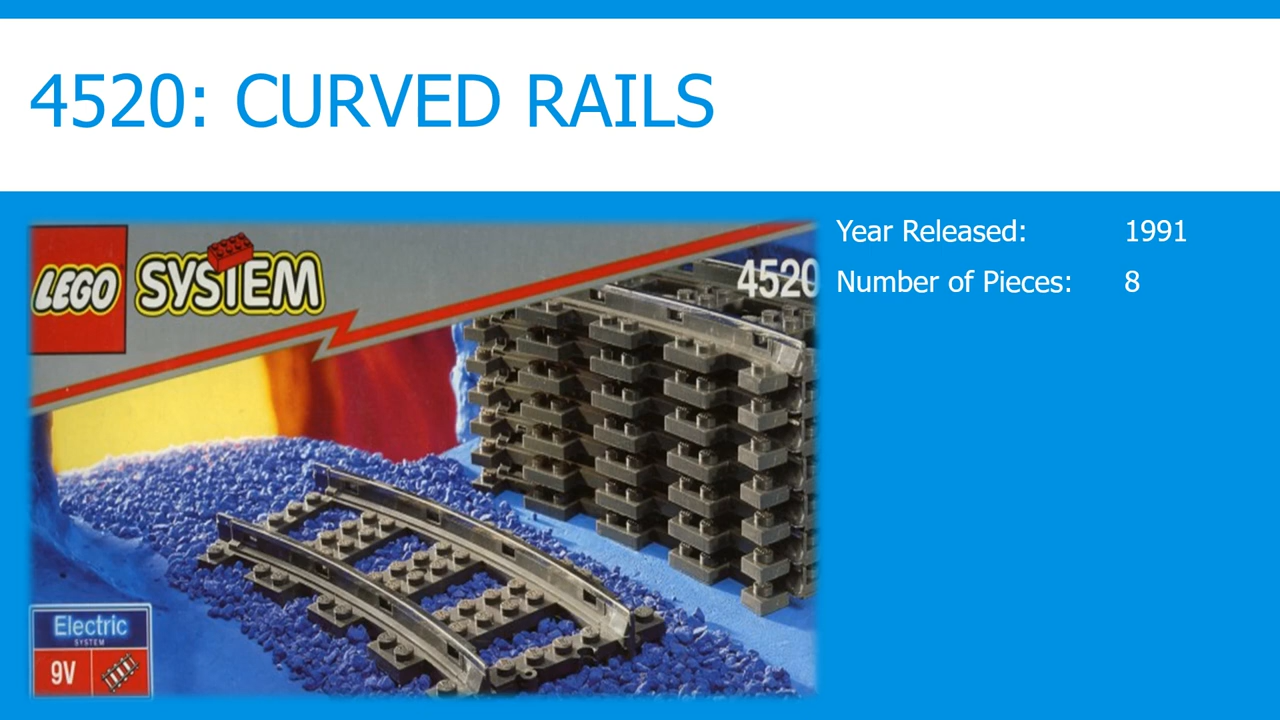 4520: CURVED RAILS
Year Released: 1991
Number of Pieces: 8
LEGO SYSTEM
4520
Electric
SYSTEM
9V